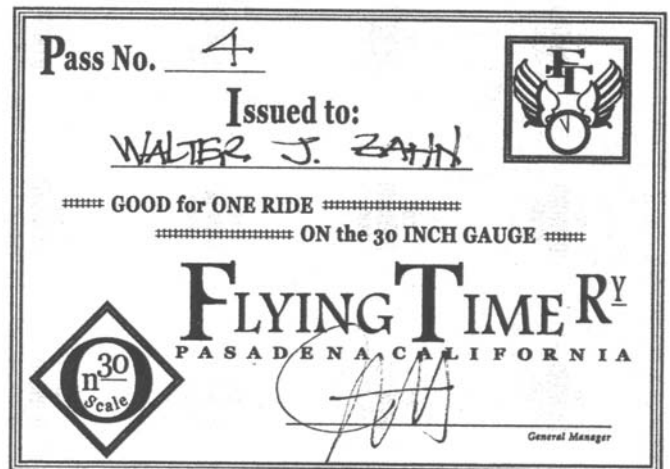 Pass No. 4
FT
Issued to:
WALTER J. ZAHN
GOOD for ONE RIDE
ON the 30 INCH GAUGE
FLYING TIME RY
PASADENA, CALIFORNIA
On30
Scale
General Manager